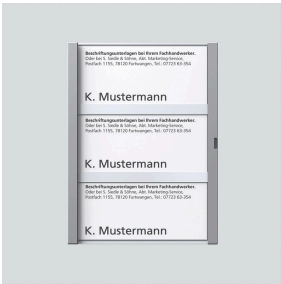 Beschriftungsunterlagen bei Ihrem Fachhandwerker.
Oder bei S. Siedle & Söhne, Abt. Marketing-Service,
Postfach 1155, 78120 Furtwangen, Tel.: 07723 63-354
K. Mustermann
Beschriftungsunterlagen bei Ihrem Fachhandwerker.
Oder bei S. Siedle & Söhne, Abt. Marketing-Service,
Postfach 1155, 78120 Furtwangen, Tel.: 07723 63-354
K. Mustermann
Beschriftungsunterlagen bei Ihrem Fachhandwerker.
Oder bei S. Siedle & Söhne, Abt. Marketing-Service,
Postfach 1155, 78120 Furtwangen, Tel.: 07723 63-354
K. Mustermann